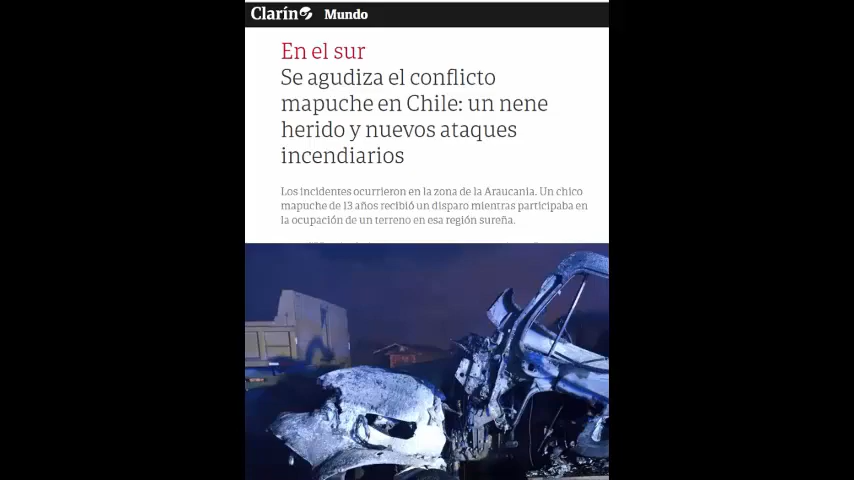 Clarín Mundo
En el sur
Se agudiza el conflicto
mapuche en Chile: un nene
herido y nuevos ataques
incendiarios
Los incidentes ocurrieron en la zona de la Araucanía. Un chico
mapuche de 13 años recibió un disparo mientras participaba en
la ocupación de un terreno en esa región sureña.